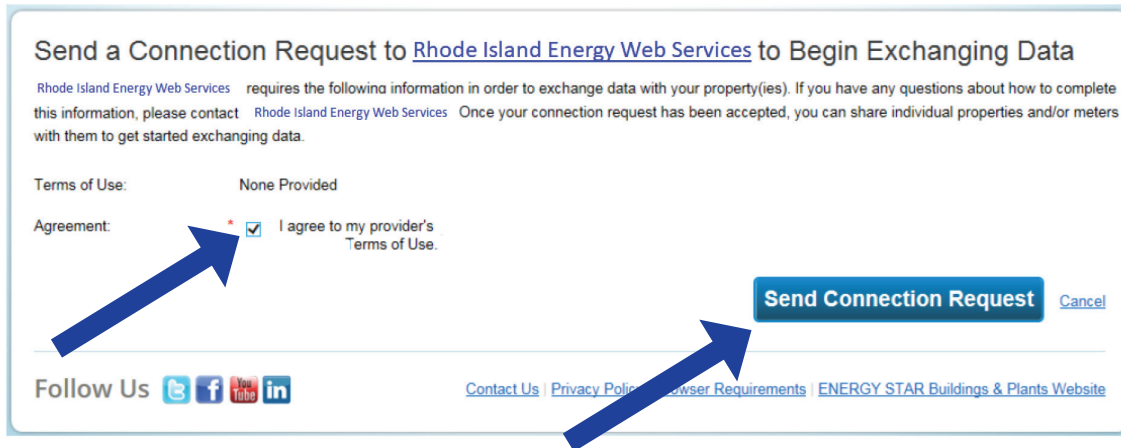 Send a Connection Request to Rhode Island Energy Web Services to Begin Exchanging Data
Rhode Island Energy Web Services requires the following information in order to exchange data with your property(ies). If you have any questions about how to complete
this information, please contact Rhode Island Energy Web Services Once your connection request has been accepted, you can share individual properties and/or meters
with them to get started exchanging data.
Terms of Use: None Provided
Agreement: * I agree to my provider's
Terms of Use.
Send Connection Request Cancel
Follow Us You Tube in Contact Us | Privacy Requirements | ENERGY STAR Buildings & Plants Website